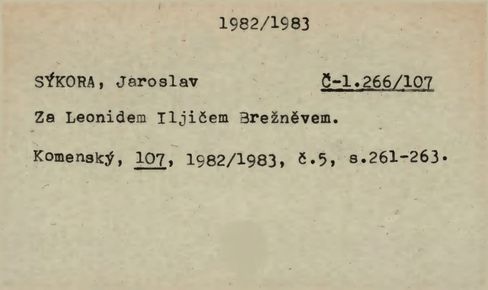 1982/1983
SÝKORA, Jaroslav Č-1.266/107
Za Leonidem Iljičem Brežněvem.
Komenský, 107, 1982/1983, č.5, s.261-263.